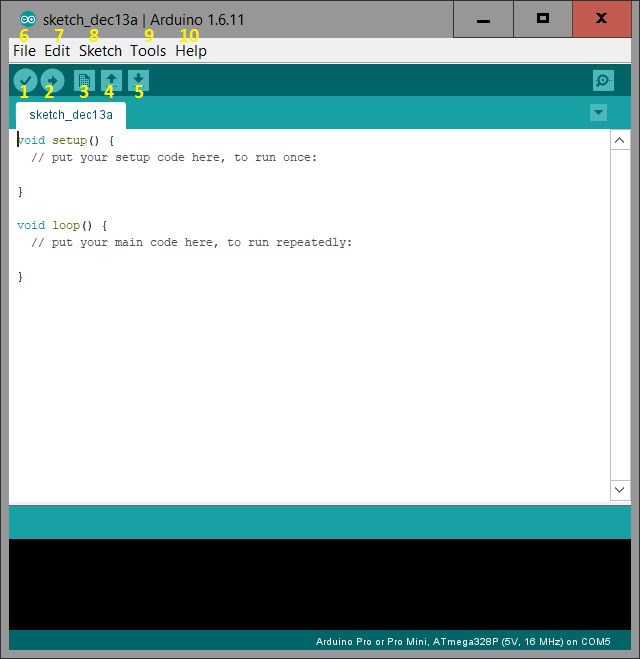 sketch_dec13a | Arduino 1.6.11
6 7 8 9 10
File Edit Sketch Tools Help
1 2 3 4 5
sketch_dec13a
void setup() {
// put your setup code here, to run once:
}
void loop() {
// put your main code here, to run repeatedly:
}
Arduino Pro or Pro Mini, ATmega328P (5V, 16 MHz) on COM5